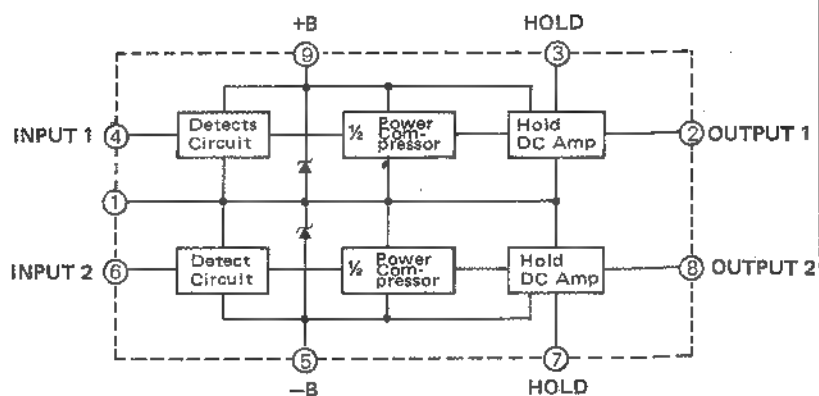 +B
HOLD
⑨
③
INPUT 1
④
Detects
Circuit
½
Power
Com-
pressor
Hold
DC Amp
②
OUTPUT 1
①
INPUT 2
⑥
Detect
Circuit
½
Power
Com-
pressor
Hold
DC Amp
⑧
OUTPUT 2
⑤
⑦
–B
HOLD